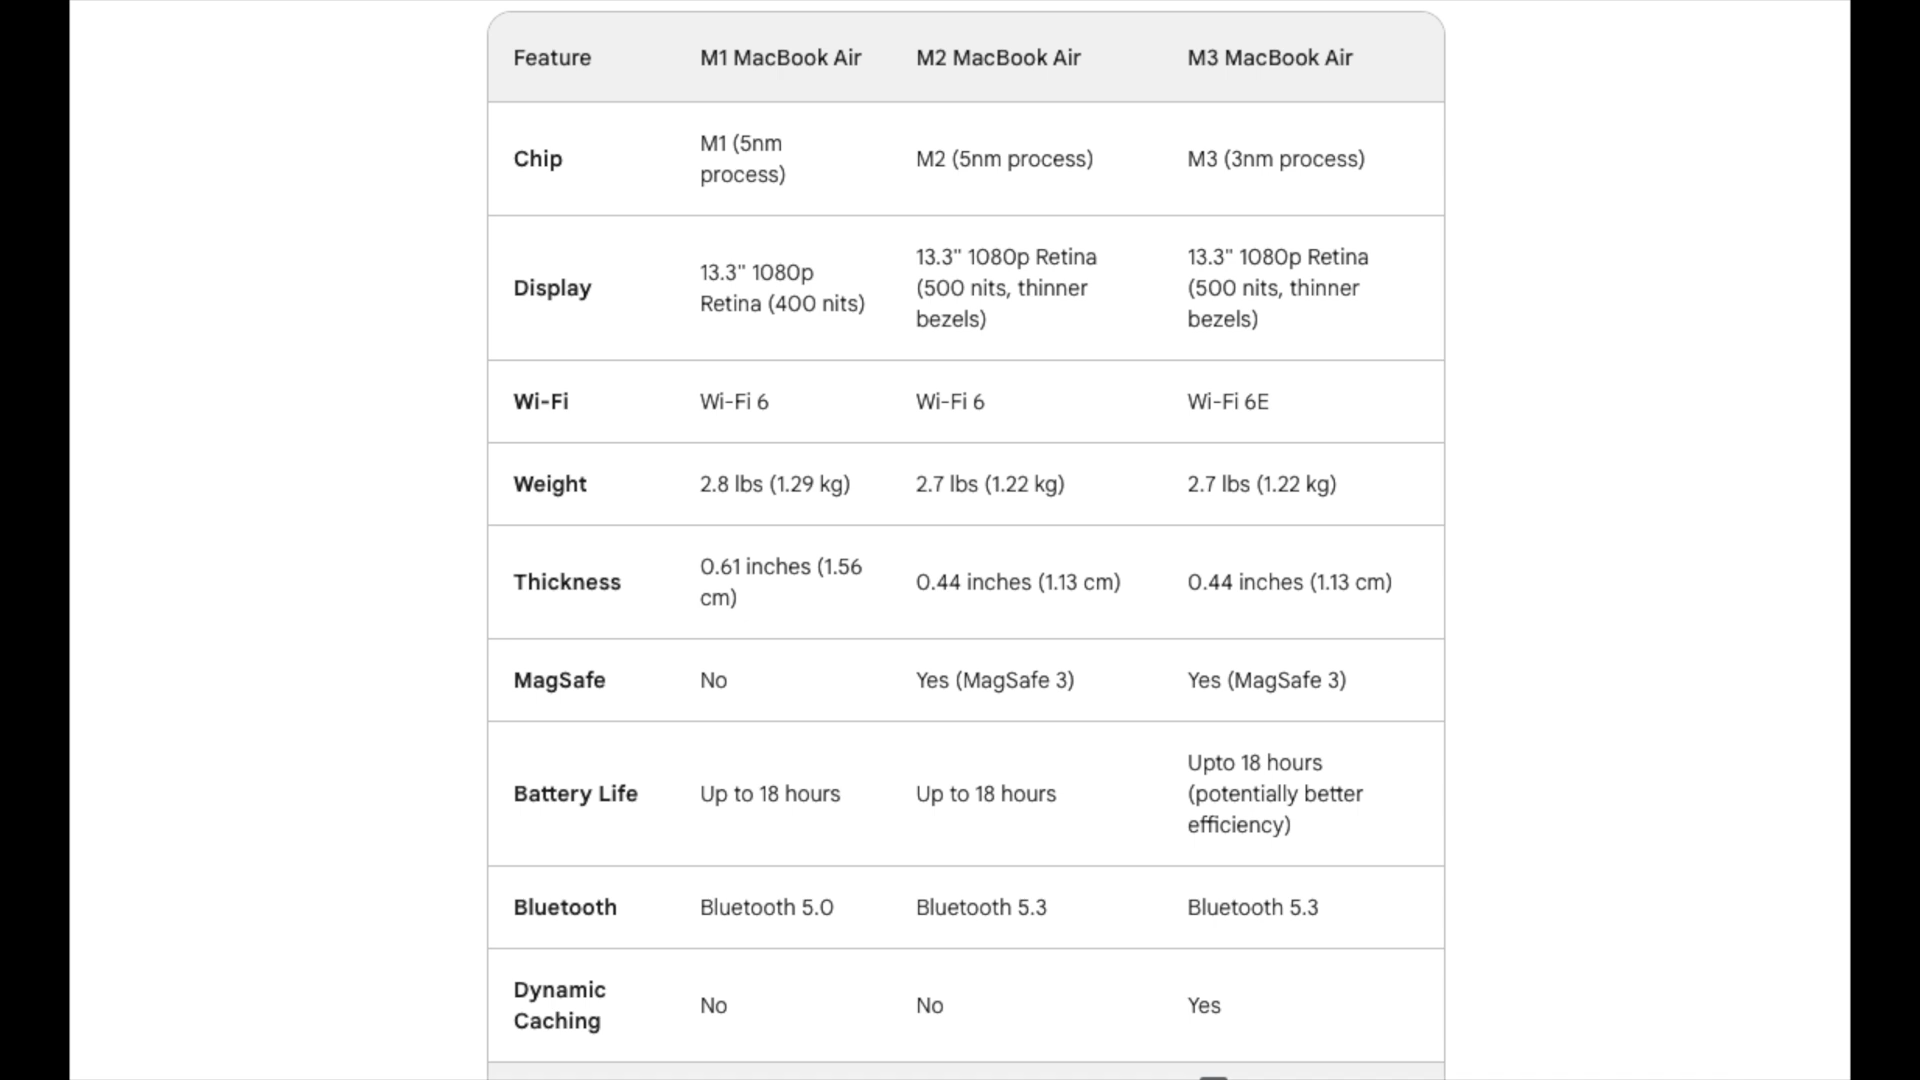 Feature M1 MacBook Air M2 MacBook Air M3 MacBook Air
Chip M1 (5nm process) M2 (5nm process) M3 (3nm process)
Display 13.3" 1080p Retina (400 nits) 13.3" 1080p Retina (500 nits, thinner bezels) 13.3" 1080p Retina (500 nits, thinner bezels)
Wi-Fi Wi-Fi 6 Wi-Fi 6 Wi-Fi 6E
Weight 2.8 lbs (1.29 kg) 2.7 lbs (1.22 kg) 2.7 lbs (1.22 kg)
Thickness 0.61 inches (1.56 cm) 0.44 inches (1.13 cm) 0.44 inches (1.13 cm)
MagSafe No Yes (MagSafe 3) Yes (MagSafe 3)
Battery Life Up to 18 hours Up to 18 hours Upto 18 hours (potentially better efficiency)
Bluetooth Bluetooth 5.0 Bluetooth 5.3 Bluetooth 5.3
Dynamic Caching No No Yes